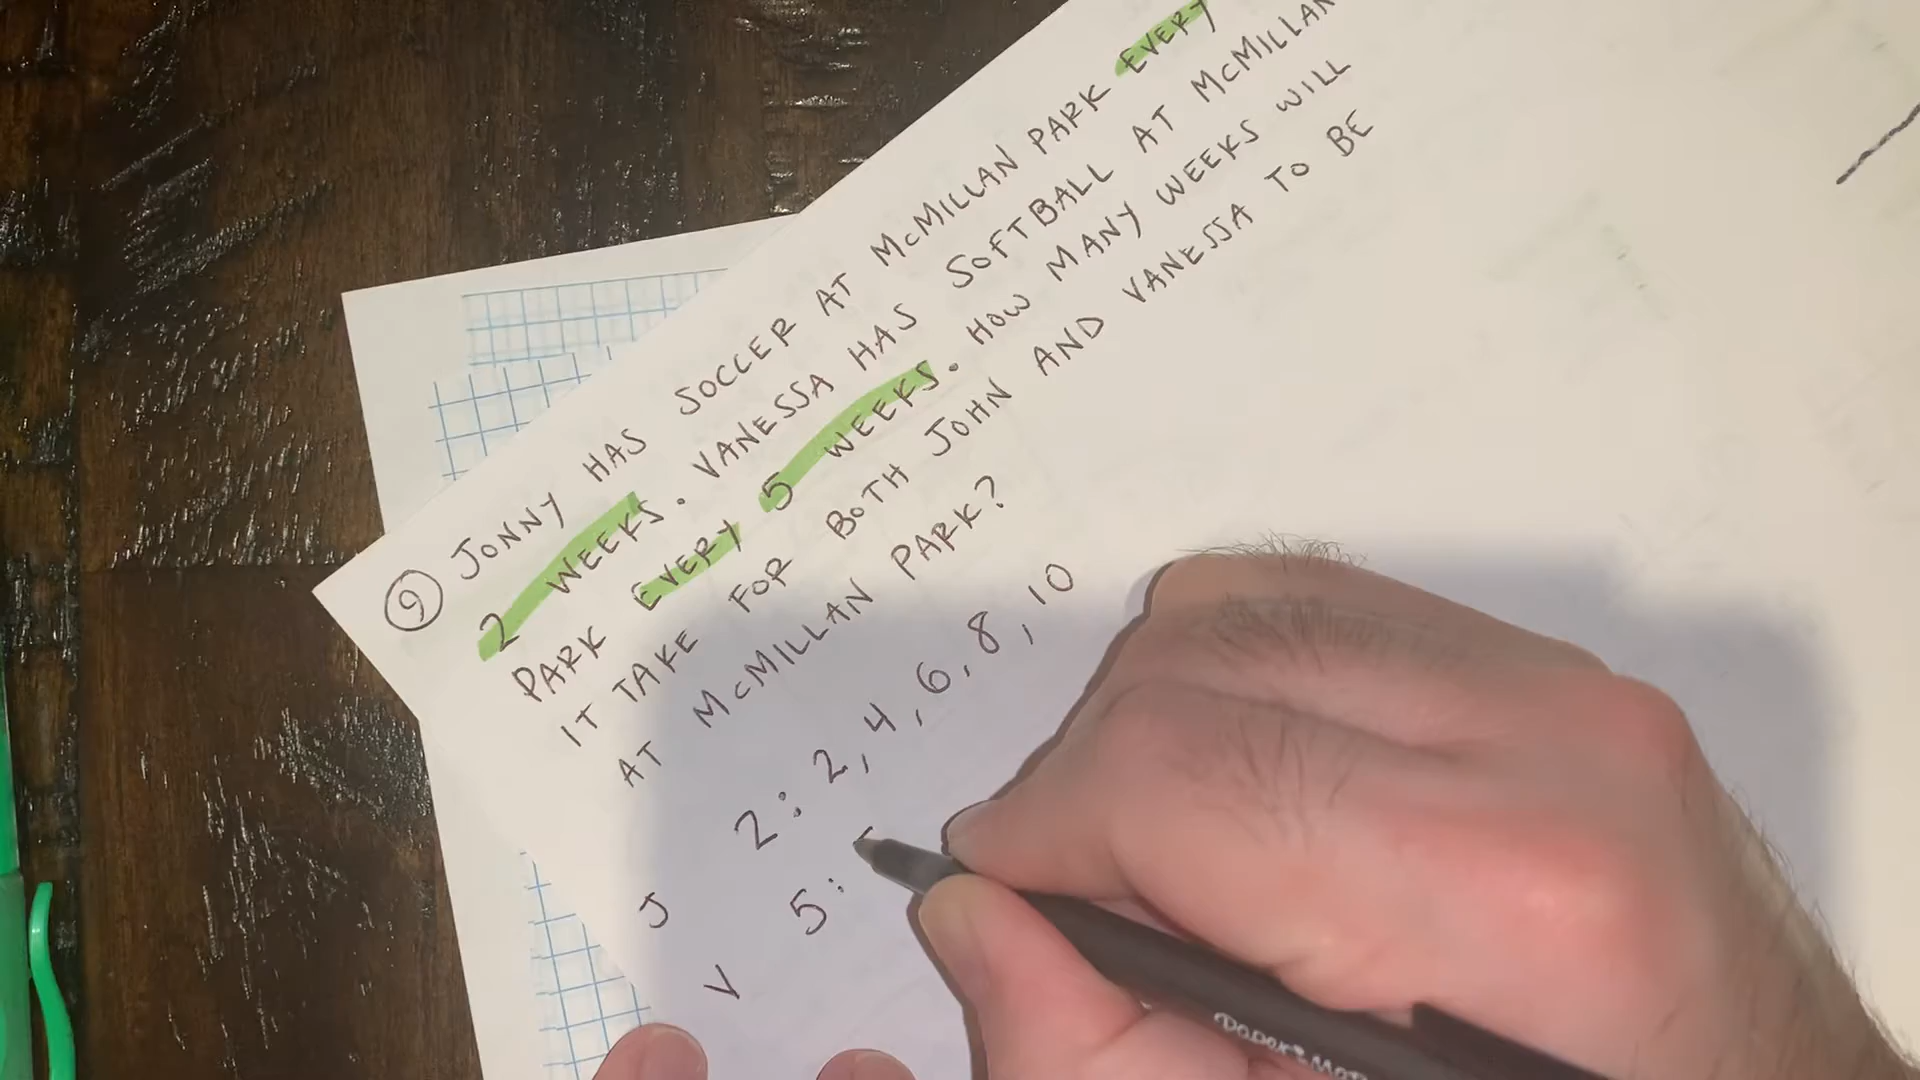 9 JONNY HAS SOCCER AT McMILLAN PARK EVERY
2 WEEKS. VANESSA HAS SOFTBALL AT McMILLAN
PARK EVERY 5 WEEKS. HOW MANY WEEKS WILL
IT TAKE FOR BOTH JOHN AND VANESSA TO BE
AT McMILLAN PARK?
J 2: 2, 4, 6, 8, 10
V 5: 5